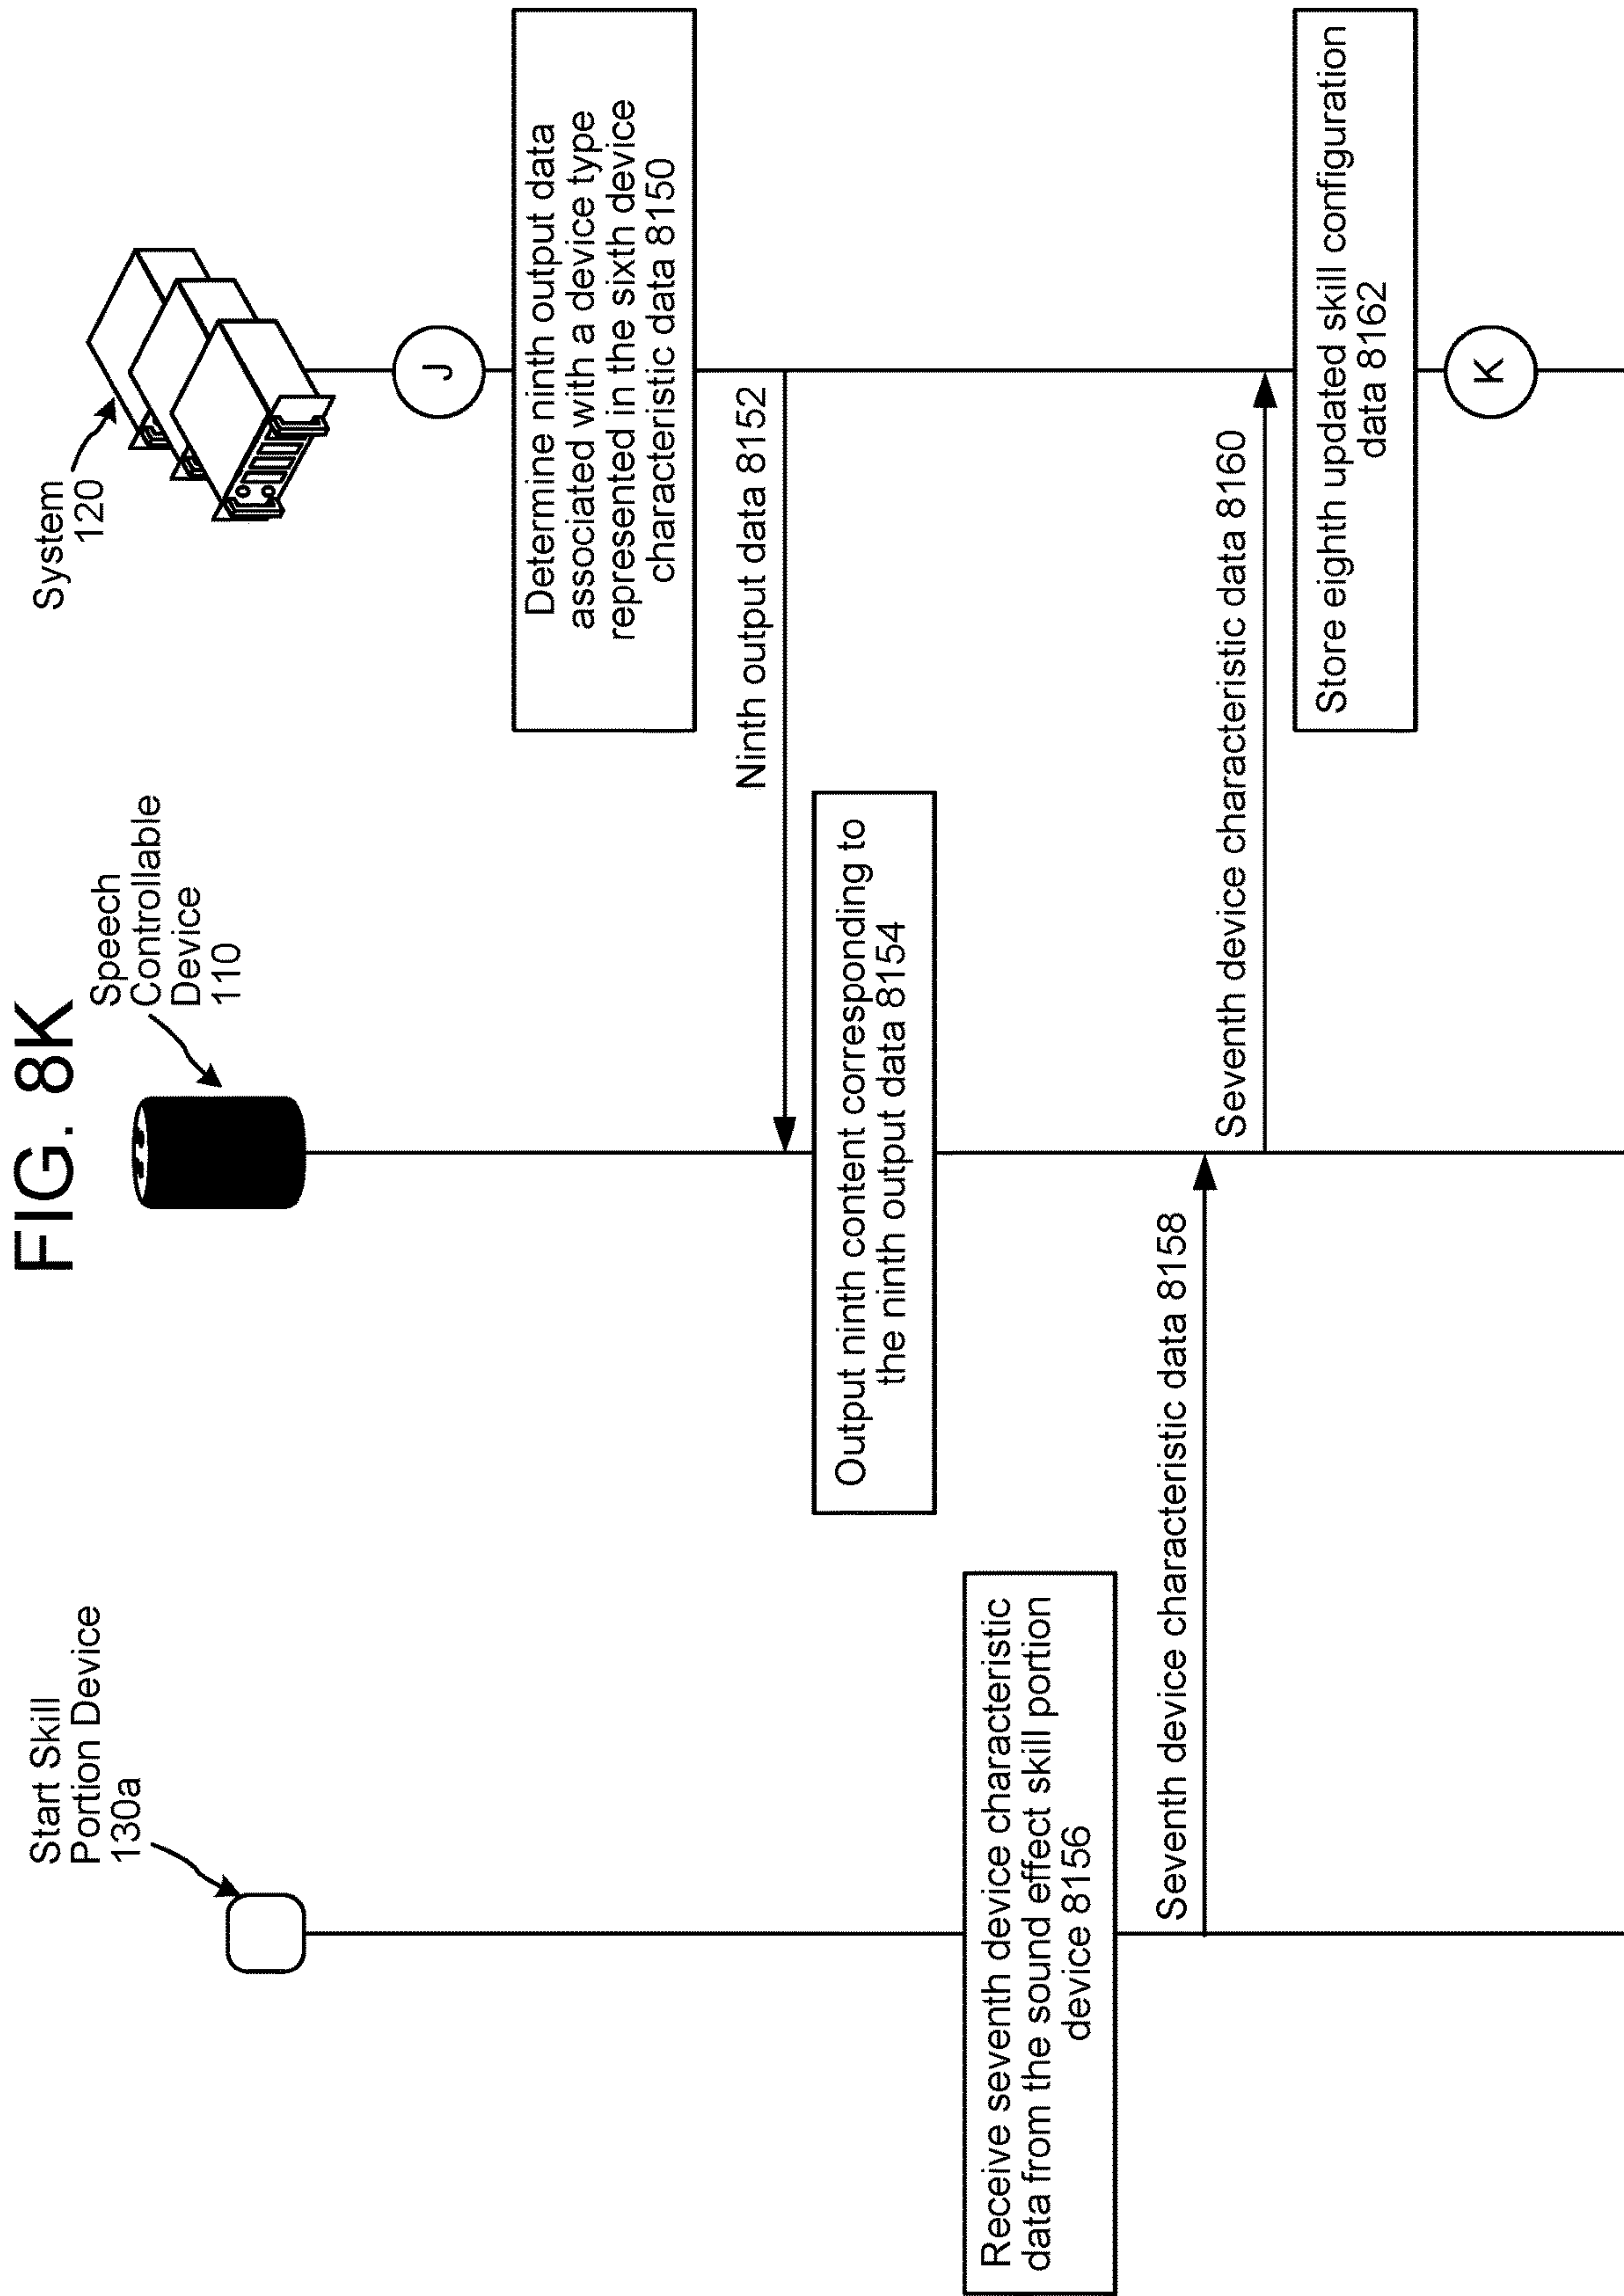 FIG. 8K
Start Skill
Portion Device
130a
Speech
Controllable
Device
110
System
120
J
Determine ninth output data
associated with a device type
represented in the sixth device
characteristic data 8150
Ninth output data 8152
Output ninth content corresponding to
the ninth output data 8154
Receive seventh device characteristic
data from the sound effect skill portion
device 8156
Seventh device characteristic data 8158
Seventh device characteristic data 8160
Store eighth updated skill configuration
data 8162
K